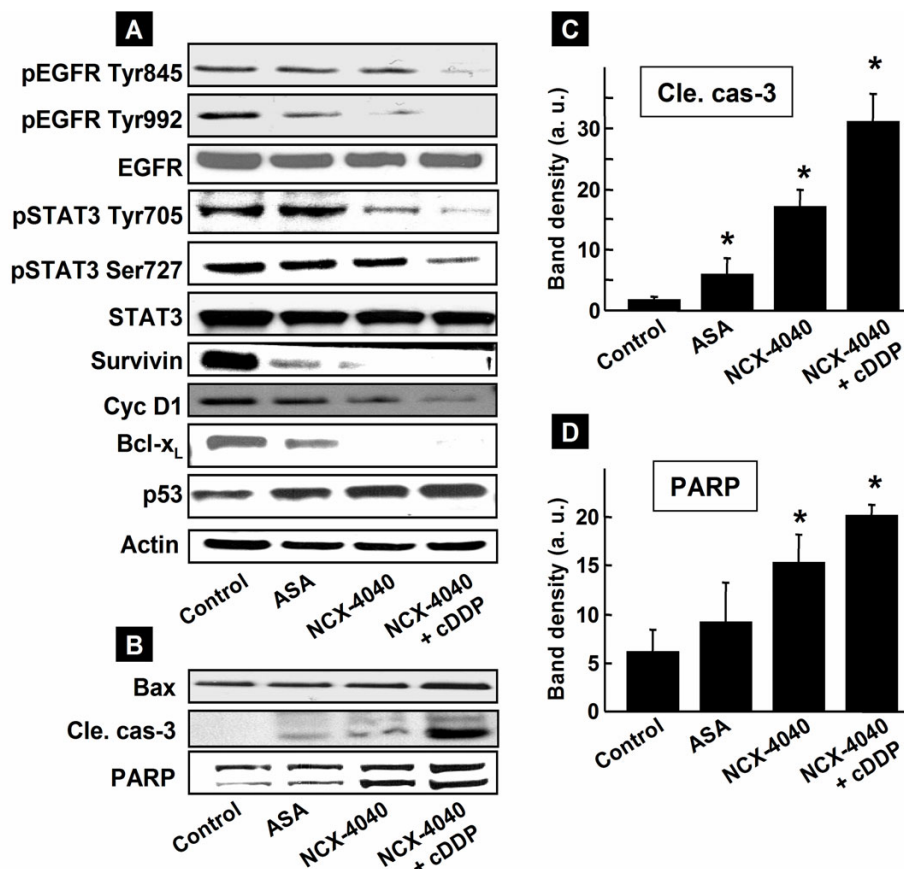 A
pEGFR Tyr845
pEGFR Tyr992
EGFR
pSTAT3 Tyr705
pSTAT3 Ser727
STAT3
Survivin
Cyc D1
Bcl-xL
p53
Actin
Control
ASA
NCX-4040
NCX-4040
+ cDDP
B
Bax
Cle. cas-3
PARP
Control
ASA
NCX-4040
NCX-4040
+ cDDP
C
Cle. cas-3
Band density (a. u.)
30
20
10
0
*
*
*
Control
ASA
NCX-4040
NCX-4040
+ cDDP
D
PARP
Band density (a. u.)
20
15
10
5
0
*
*
Control
ASA
NCX-4040
NCX-4040
+ cDDP